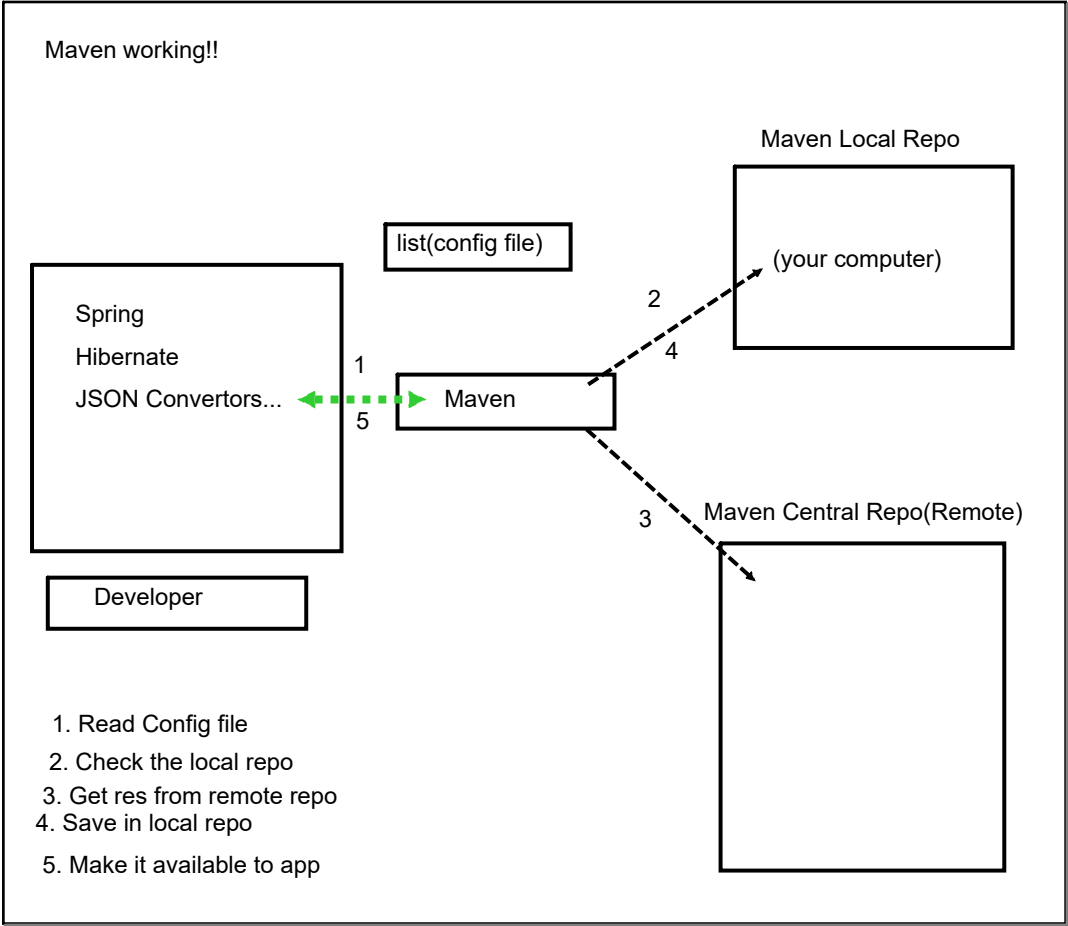 Maven working!!
Maven Local Repo
list(config file)
(your computer)
Spring
Hibernate
JSON Convertors...
1
5
Maven
2
4
3
Maven Central Repo(Remote)
Developer
1. Read Config file
2. Check the local repo
3. Get res from remote repo
4. Save in local repo
5. Make it available to app